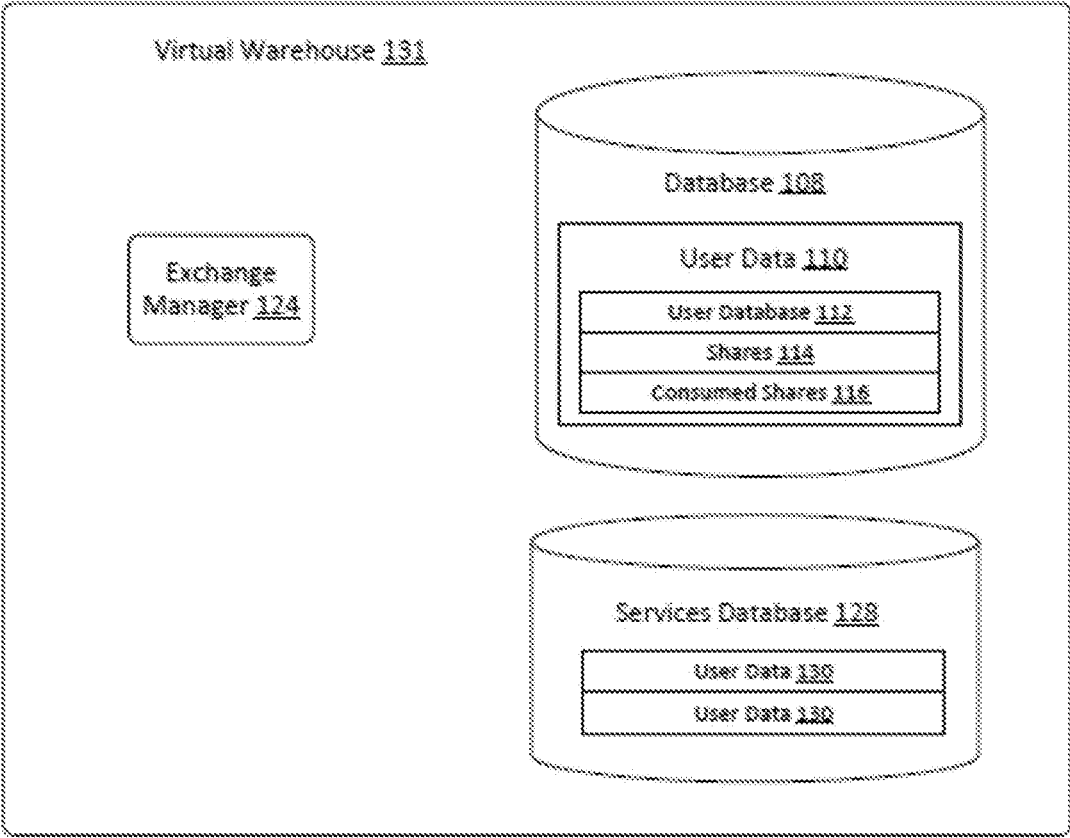 Virtual Warehouse 131
Database 108
User Data 110
Exchange
Manager 124
User Database 112
Shares 114
Consumed Shares 116
Services Database 128
User Data 130
User Data 130